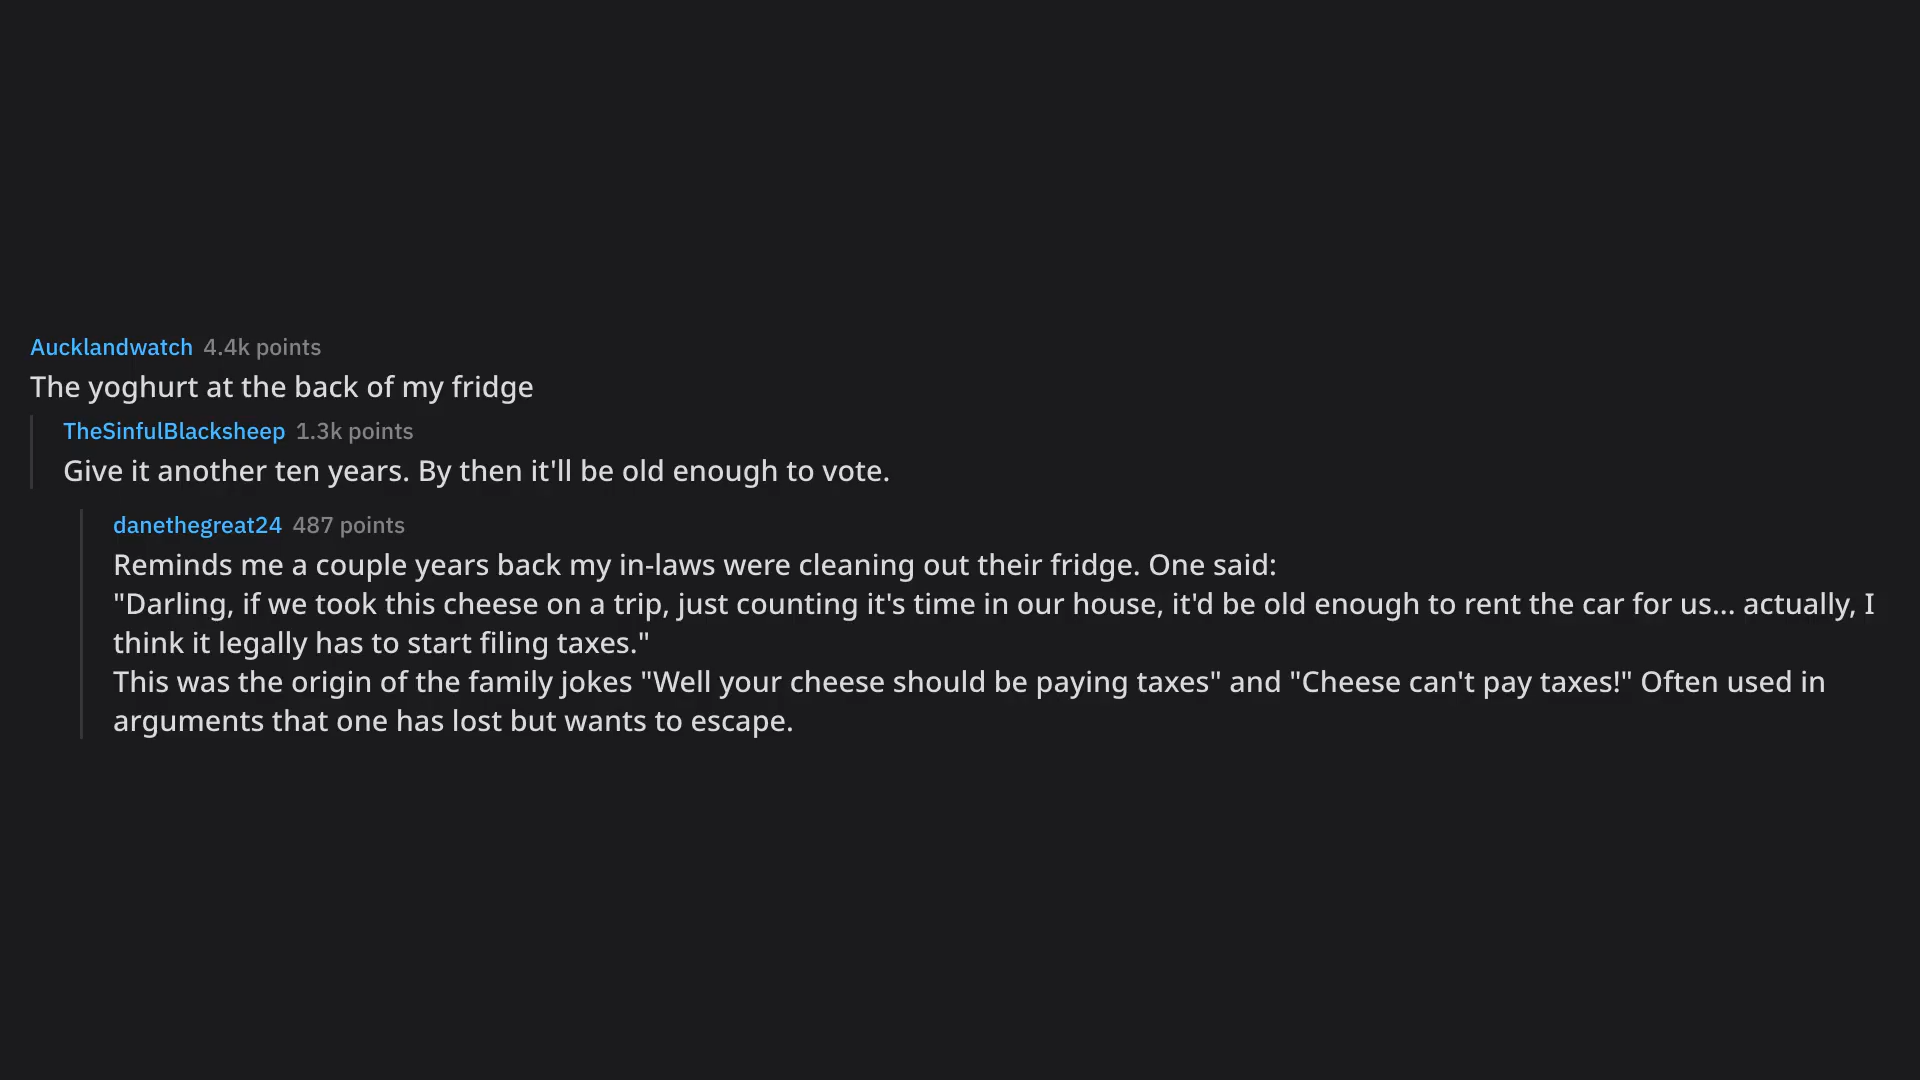 Aucklandwatch 4.4k points
The yoghurt at the back of my fridge
TheSinfulBlacksheep 1.3k points
Give it another ten years. By then it'll be old enough to vote.
danethegreat24 487 points
Reminds me a couple years back my in-laws were cleaning out their fridge. One said:
"Darling, if we took this cheese on a trip, just counting it's time in our house, it'd be old enough to rent the car for us... actually, I
think it legally has to start filing taxes."
This was the origin of the family jokes "Well your cheese should be paying taxes" and "Cheese can't pay taxes!" Often used in
arguments that one has lost but wants to escape.